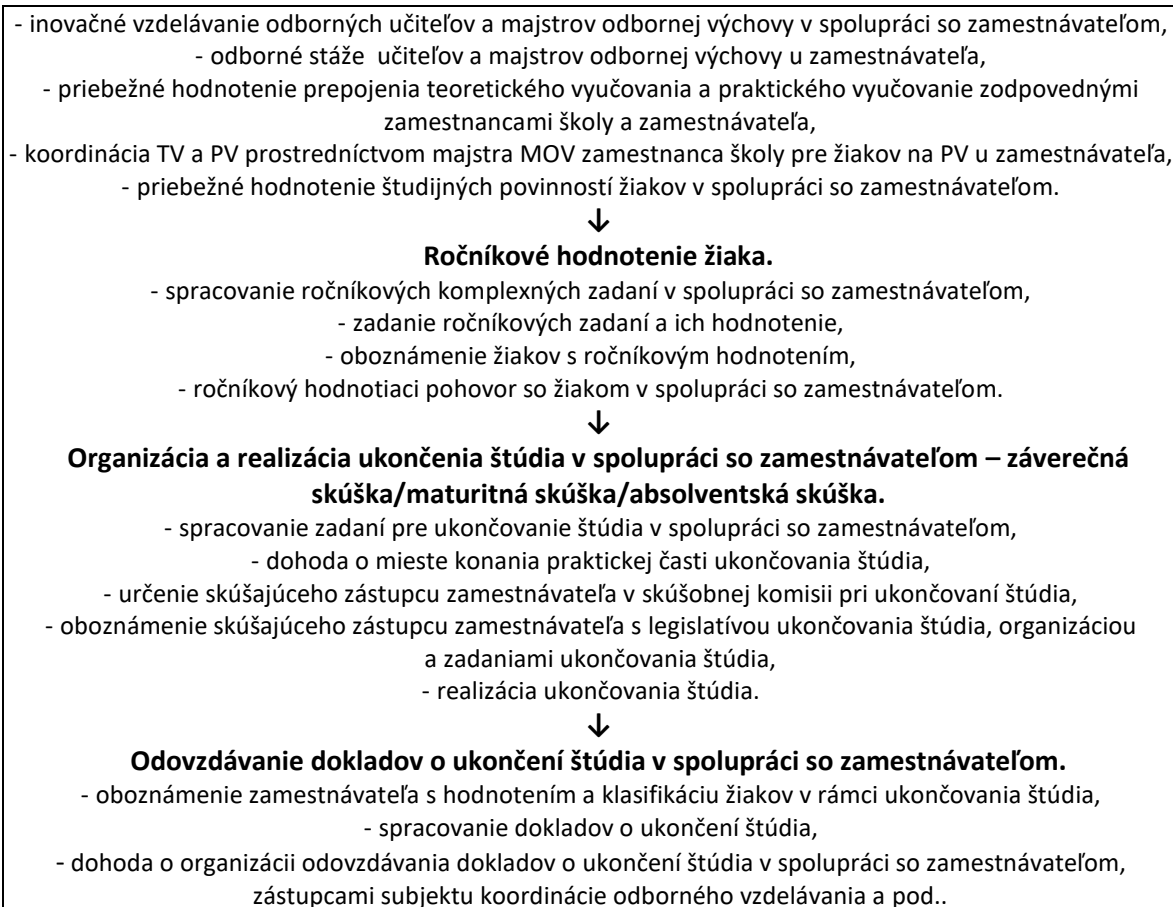 - inovačné vzdelávanie odborných učiteľov a majstrov odbornej výchovy v spolupráci so zamestnávateľom,
- odborné stáže  učiteľov a majstrov odbornej výchovy u zamestnávateľa,
- priebežné hodnotenie prepojenia teoretického vyučovania a praktického vyučovanie zodpovednými
zamestnancami školy a zamestnávateľa,
- koordinácia TV a PV prostredníctvom majstra MOV zamestnanca školy pre žiakov na PV u zamestnávateľa,
- priebežné hodnotenie študijných povinností žiakov v spolupráci so zamestnávateľom.
↓
Ročníkové hodnotenie žiaka.
- spracovanie ročníkových komplexných zadaní v spolupráci so zamestnávateľom,
- zadanie ročníkových zadaní a ich hodnotenie,
- oboznámenie žiakov s ročníkovým hodnotením,
- ročníkový hodnotiaci pohovor so žiakom v spolupráci so zamestnávateľom.
↓
Organizácia a realizácia ukončenia štúdia v spolupráci so zamestnávateľom – záverečná
skúška/maturitná skúška/absolventská skúška.
- spracovanie zadaní pre ukončovanie štúdia v spolupráci so zamestnávateľom,
- dohoda o mieste konania praktickej časti ukončovania štúdia,
- určenie skúšajúceho zástupcu zamestnávateľa v skúšobnej komisii pri ukončovaní štúdia,
- oboznámenie skúšajúceho zástupcu zamestnávateľa s legislatívou ukončovania štúdia, organizáciou
a zadaniami ukončovania štúdia,
- realizácia ukončovania štúdia.
↓
Odovzdávanie dokladov o ukončení štúdia v spolupráci so zamestnávateľom.
- oboznámenie zamestnávateľa s hodnotením a klasifikáciu žiakov v rámci ukončovania štúdia,
- spracovanie dokladov o ukončení štúdia,
- dohoda o organizácii odovzdávania dokladov o ukončení štúdia v spolupráci so zamestnávateľom,
zástupcami subjektu koordinácie odborného vzdelávania a pod..